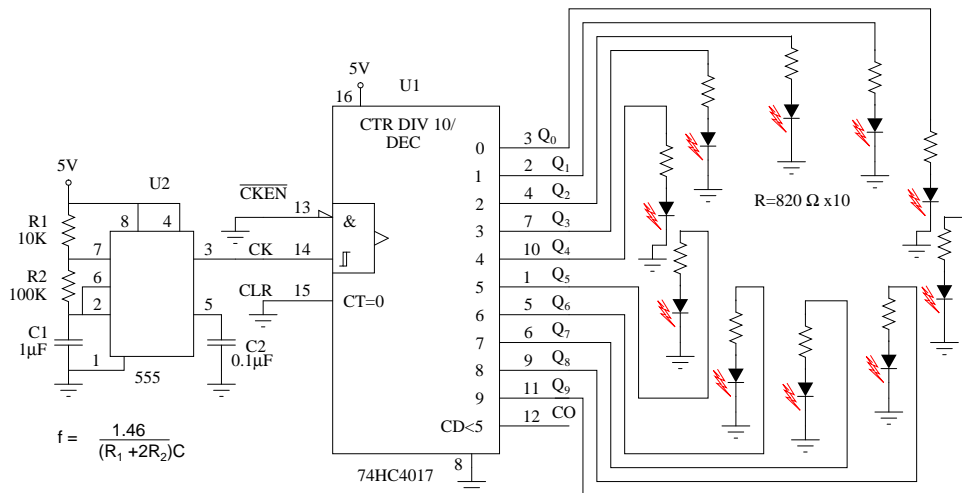 5V
U1
16
CTR DIV 10/
DEC
0
3
Q0
1
2
Q1
2
4
Q2
3
7
Q3
4
10
Q4
5
1
Q5
6
5
Q6
7
6
Q7
8
9
Q8
9
11
Q9
CD<5
12
CO
R=820 Ω x10
CKEN
13
&
CK
14
CLR
15
CT=0
8
74HC4017
5V
U2
8
4
R1
10K
7
3
R2
100K
6
2
5
C1
1µF
1
C2
0.1µF
555
f = 1.46
(R1 +2R2)C